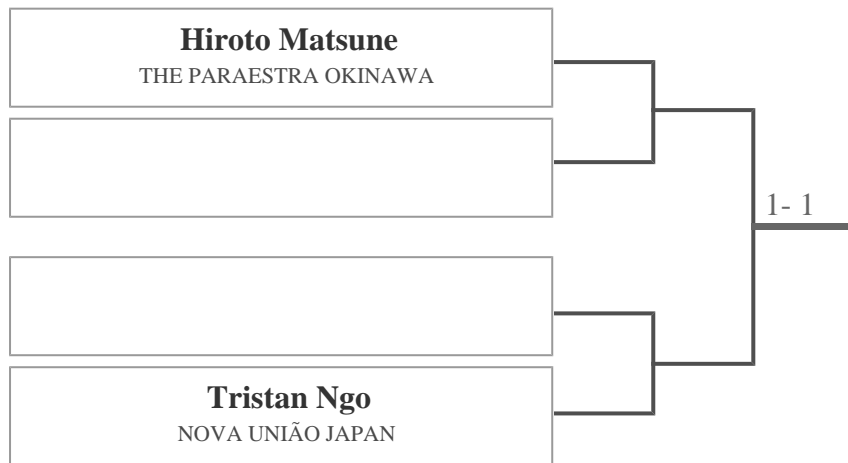 Hiroto Matsune
THE PARAESTRA OKINAWA
1- 1
Tristan Ngo
NOVA UNIÃO JAPAN